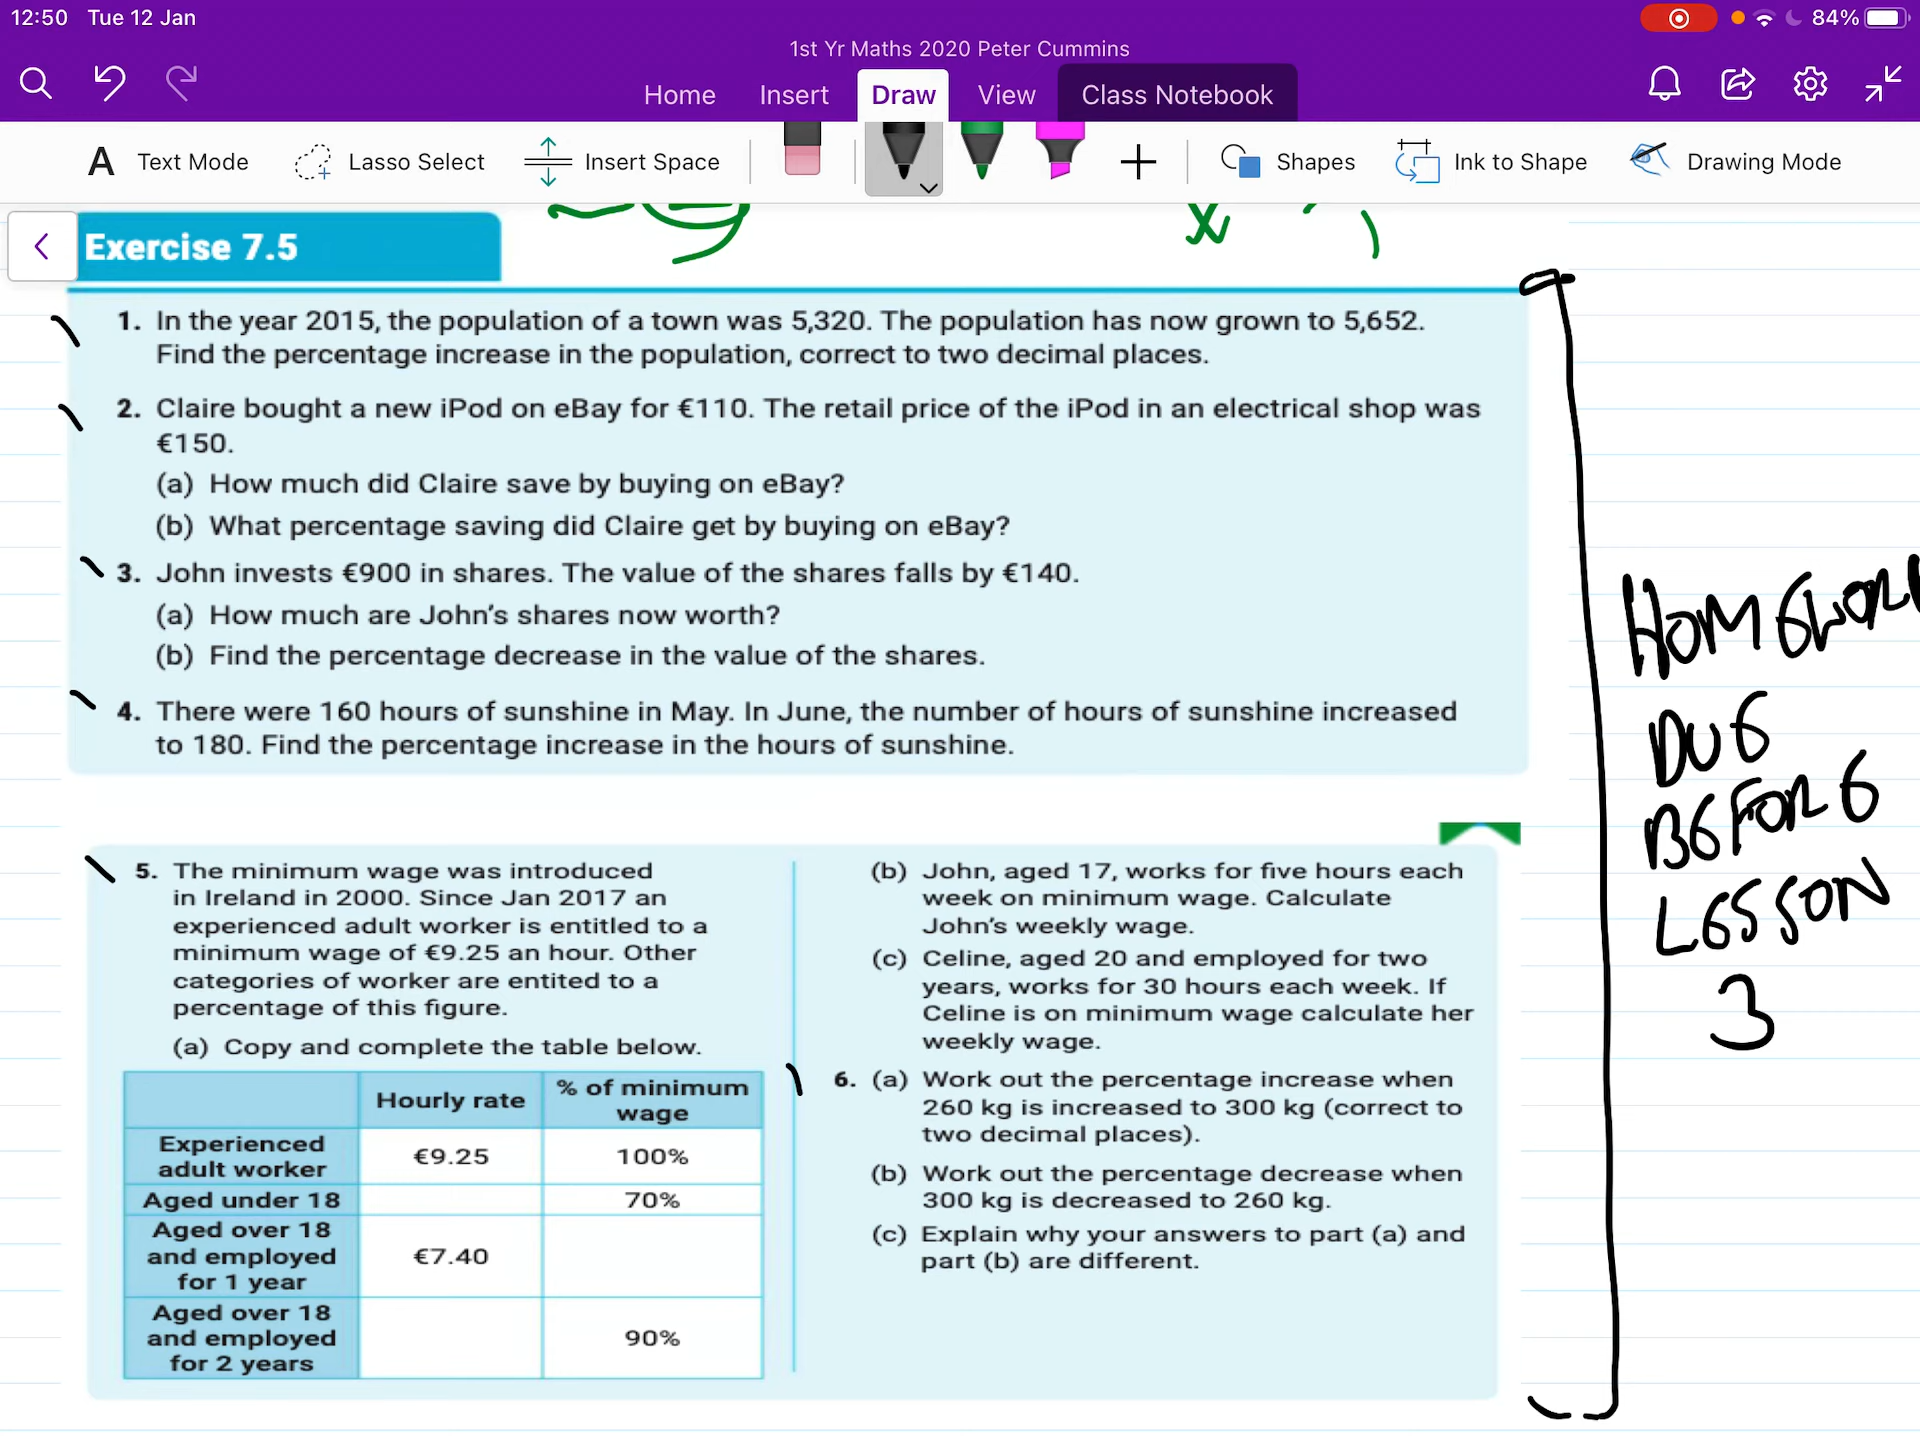 12:50 Tue 12 Jan
84%
1st Yr Maths 2020 Peter Cummins
Home Insert Draw View Class Notebook
A Text Mode Lasso Select Insert Space Shapes Ink to Shape Drawing Mode
Exercise 7.5
1. In the year 2015, the population of a town was 5,320. The population has now grown to 5,652.
Find the percentage increase in the population, correct to two decimal places.
2. Claire bought a new iPod on eBay for €110. The retail price of the iPod in an electrical shop was
€150.
(a) How much did Claire save by buying on eBay?
(b) What percentage saving did Claire get by buying on eBay?
3. John invests €900 in shares. The value of the shares falls by €140.
(a) How much are John's shares now worth?
(b) Find the percentage decrease in the value of the shares.
4. There were 160 hours of sunshine in May. In June, the number of hours of sunshine increased
to 180. Find the percentage increase in the hours of sunshine.
5. The minimum wage was introduced
in Ireland in 2000. Since Jan 2017 an
experienced adult worker is entitled to a
minimum wage of €9.25 an hour. Other
categories of worker are entited to a
percentage of this figure.
(a) Copy and complete the table below.
Hourly rate % of minimum
wage
Experienced
adult worker €9.25 100%
Aged under 18 70%
Aged over 18
and employed €7.40
for 1 year
Aged over 18
and employed 90%
for 2 years
(b) John, aged 17, works for five hours each
week on minimum wage. Calculate
John's weekly wage.
(c) Celine, aged 20 and employed for two
years, works for 30 hours each week. If
Celine is on minimum wage calculate her
weekly wage.
6. (a) Work out the percentage increase when
260 kg is increased to 300 kg (correct to
two decimal places).
(b) Work out the percentage decrease when
300 kg is decreased to 260 kg.
(c) Explain why your answers to part (a) and
part (b) are different.
HOMEWORK
DUE
BEFORE
LESSON
3